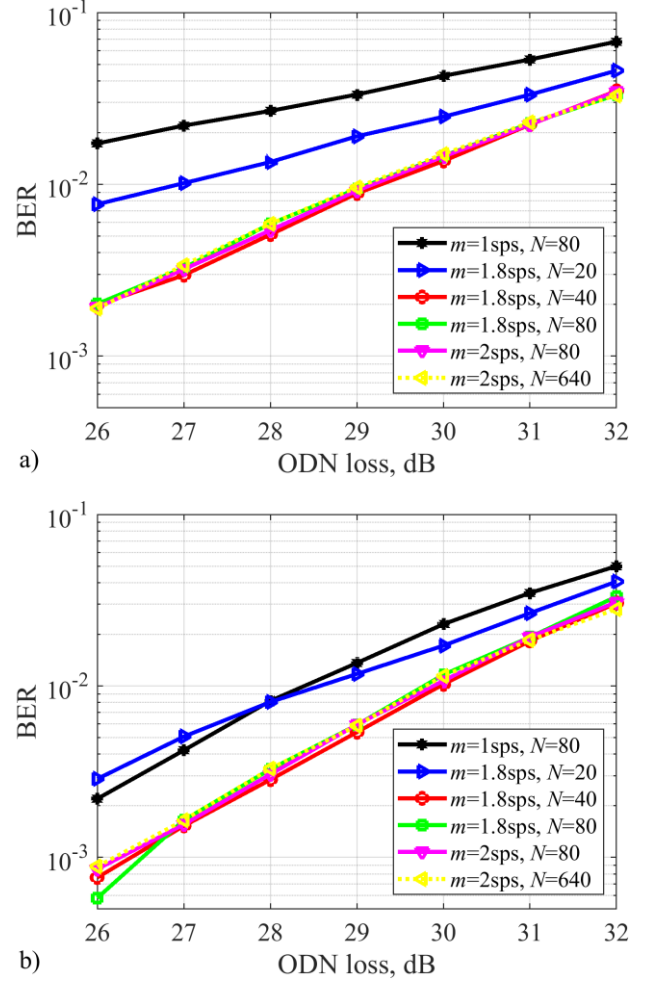 10⁻¹
10⁻²
10⁻³
BER
m=1sps, N=80
m=1.8sps, N=20
m=1.8sps, N=40
m=1.8sps, N=80
m=2sps, N=80
m=2sps, N=640
26 27 28 29 30 31 32
a) ODN loss, dB
10⁻¹
10⁻²
10⁻³
BER
m=1sps, N=80
m=1.8sps, N=20
m=1.8sps, N=40
m=1.8sps, N=80
m=2sps, N=80
m=2sps, N=640
26 27 28 29 30 31 32
b) ODN loss, dB